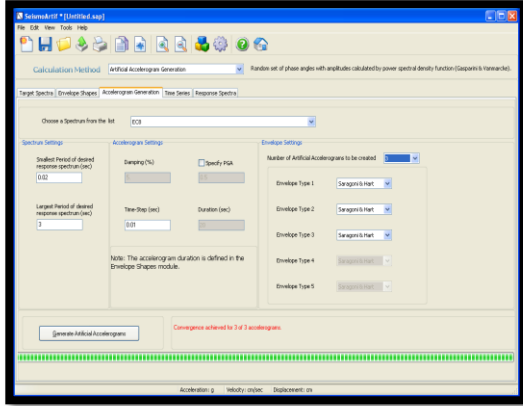 SeismoArtif * [Untitled.sap]
File Edit View Tools Help
Calculation Method Artificial Accelerogram Generation Random set of phase angles with amplitudes calculated by power spectral density function (Gasparini & Vanmarcke).
Target Spectra Envelope Shapes Accelerogram Generation Time Series Response Spectra
Choose a Spectrum from the list EC8
Spectrum Settings Accelerogram Settings Envelope Settings
Smallest Period of desired response spectrum (sec)
0.02
Damping (%)
Specify PGA
Number of Artificial Accelerograms to be created 3
Envelope Type 1 Saragoni & Hart
Largest Period of desired response spectrum (sec)
3
Time-Step (sec)
0.01
Duration (sec)
Envelope Type 2 Saragoni & Hart
Envelope Type 3 Saragoni & Hart
Note: The accelerogram duration is defined in the
Envelope Shapes module.
Envelope Type 4 Saragoni & Hart
Envelope Type 5 Saragoni & Hart
Generate Artificial Accelerograms
Convergence achieved for 3 of 3 accelerograms
Acceleration: g Velocity: cm/sec Displacement: cm